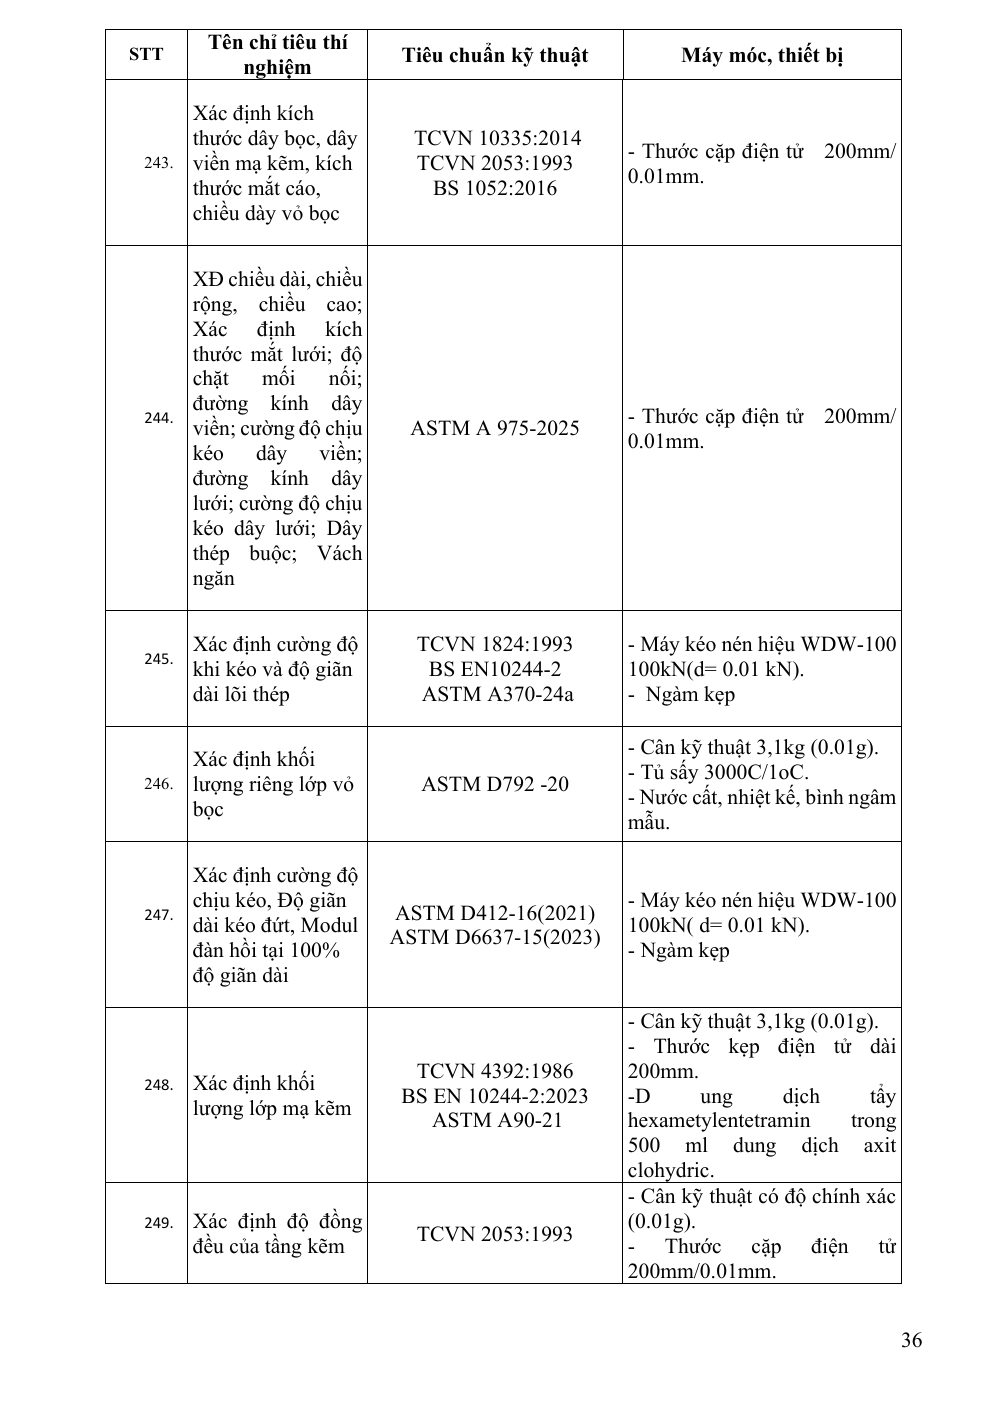 STT
Tên chỉ tiêu thí
nghiệm
Tiêu chuẩn kỹ thuật
Máy móc, thiết bị
243.
Xác định kích
thước dây bọc, dây
viền mạ kẽm, kích
thước mắt cáo,
chiều dày vỏ bọc
TCVN 10335:2014
TCVN 2053:1993
BS 1052:2016
- Thước cặp điện tử 200mm/
0.01mm.
244.
XĐ chiều dài, chiều
rộng, chiều cao;
Xác định kích
thước mắt lưới; độ
chặt mối nối;
đường kính dây
viền; cường độ chịu
kéo dây viền;
đường kính dây
lưới; cường độ chịu
kéo dây lưới; Dây
thép buộc; Vách
ngăn
ASTM A 975-2025
- Thước cặp điện tử 200mm/
0.01mm.
245.
Xác định cường độ
khi kéo và độ giãn
dài lõi thép
TCVN 1824:1993
BS EN10244-2
ASTM A370-24a
- Máy kéo nén hiệu WDW-100
100kN(d= 0.01 kN).
- Ngàm kẹp
246.
Xác định khối
lượng riêng lớp vỏ
bọc
ASTM D792 -20
- Cân kỹ thuật 3,1kg (0.01g).
- Tủ sấy 3000C/1oC.
- Nước cất, nhiệt kế, bình ngâm
mẫu.
247.
Xác định cường độ
chịu kéo, Độ giãn
dài kéo đứt, Modul
đàn hồi tại 100%
độ giãn dài
ASTM D412-16(2021)
ASTM D6637-15(2023)
- Máy kéo nén hiệu WDW-100
100kN( d= 0.01 kN).
- Ngàm kẹp
248.
Xác định khối
lượng lớp mạ kẽm
TCVN 4392:1986
BS EN 10244-2:2023
ASTM A90-21
- Cân kỹ thuật 3,1kg (0.01g).
- Thước kẹp điện tử dài
200mm.
-D ung dịch tẩy
hexametylentetramin trong
500 ml dung dịch axit
clohydric.
249.
Xác định độ đồng
đều của tầng kẽm
TCVN 2053:1993
- Cân kỹ thuật có độ chính xác
(0.01g).
- Thước cặp điện tử
200mm/0.01mm.
36